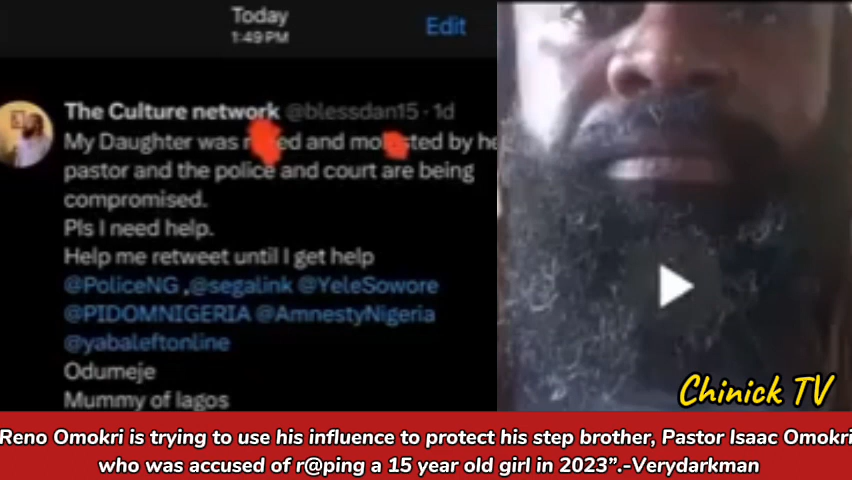 Today
1:49 PM
Edit
The Culture network @blessdan15 · 1d
My Daughter was and by
pastor and the police and court are being
compromised.
Pls I need help.
Help me retweet until I get help
@PoliceNG ,@segalink @YeleSowore
@PIDOMNIGERIA @AmnestyNigeria
@yabaleftonline
Odumeje
Mummy of lagos
Chinick TV
Reno Omokri is trying to use his influence to protect his step brother, Pastor Isaac Omokri
who was accused of r@ping a 15 year old girl in 2023”.-Verydarkman